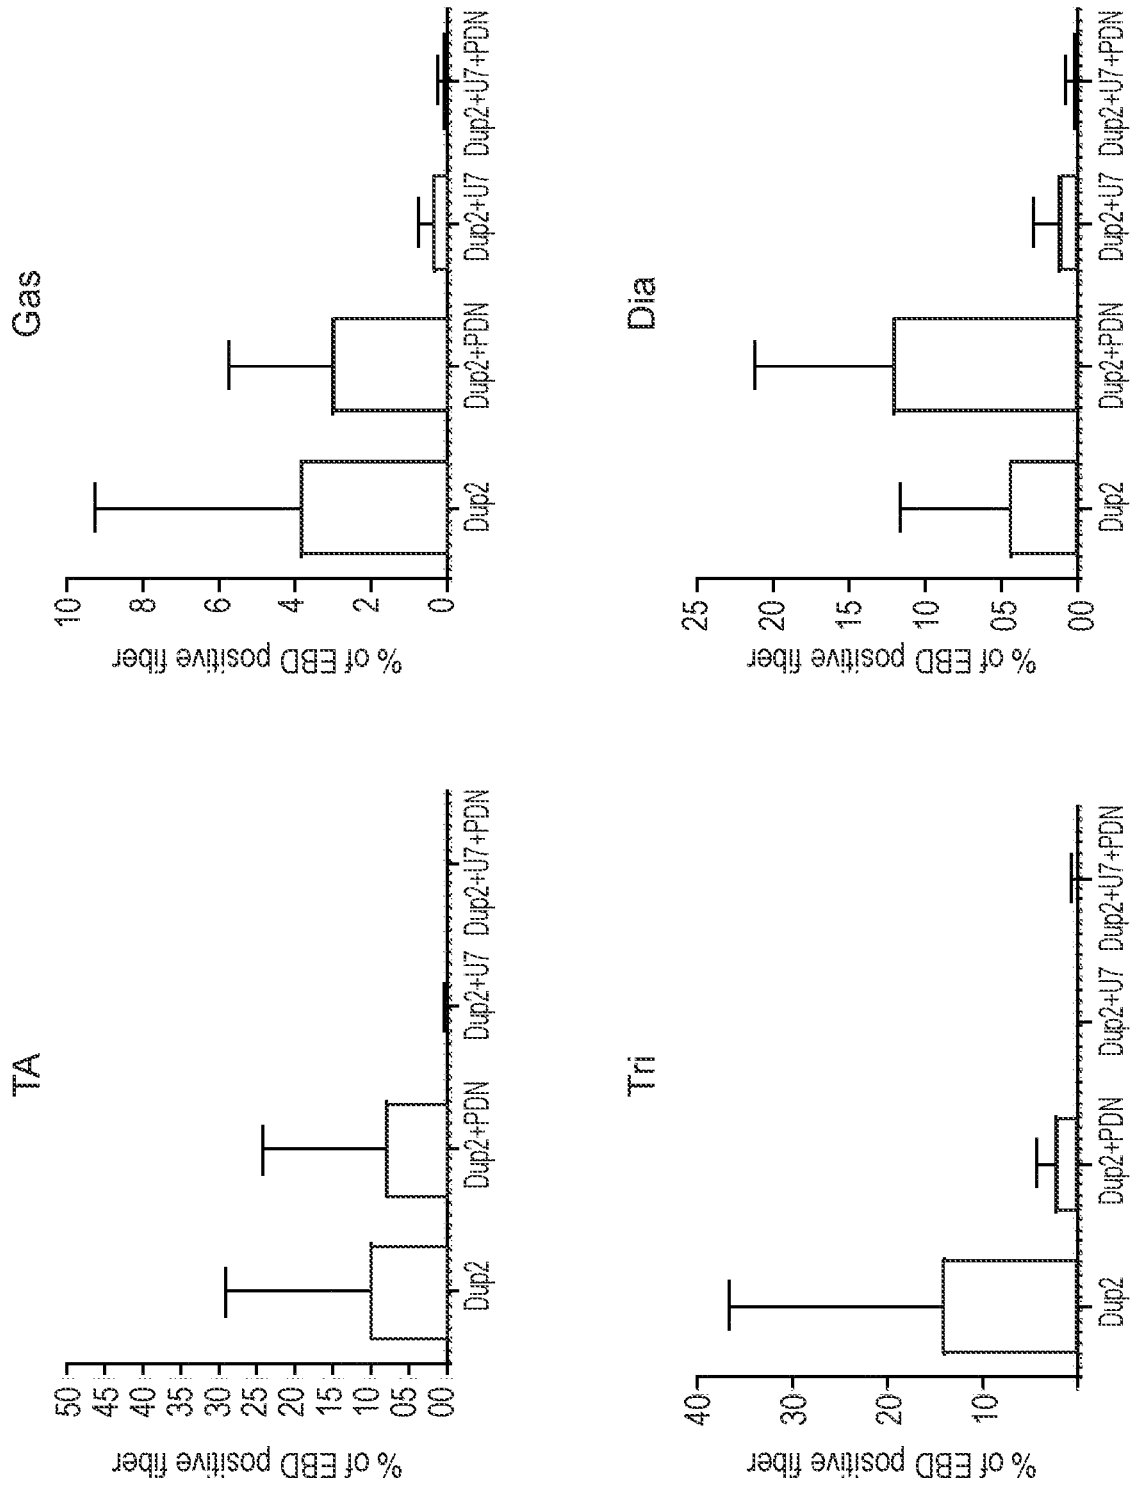 TA
% of EBD positive fiber
50
45
40
35
30
25
20
15
10
05
00
Dup2 Dup2+PDN Dup2+U7 Dup2+U7+PDN
Gas
% of EBD positive fiber
10
8
6
4
2
0
Dup2 Dup2+PDN Dup2+U7 Dup2+U7+PDN
Tri
% of EBD positive fiber
40
30
20
10
Dup2 Dup2+PDN Dup2+U7 Dup2+U7+PDN
Dia
% of EBD positive fiber
25
20
15
10
05
00
Dup2 Dup2+PDN Dup2+U7 Dup2+U7+PDN